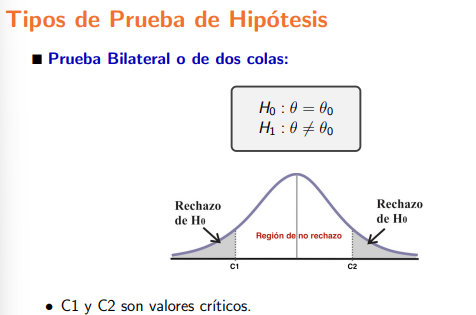 Tipos de Prueba de Hipótesis
■ Prueba Bilateral o de dos colas:
H₀ : θ = θ₀
H₁ : θ ≠ θ₀
Rechazo
de H₀
Rechazo
de H₀
Región de no rechazo
C1
C2
• C1 y C2 son valores críticos.